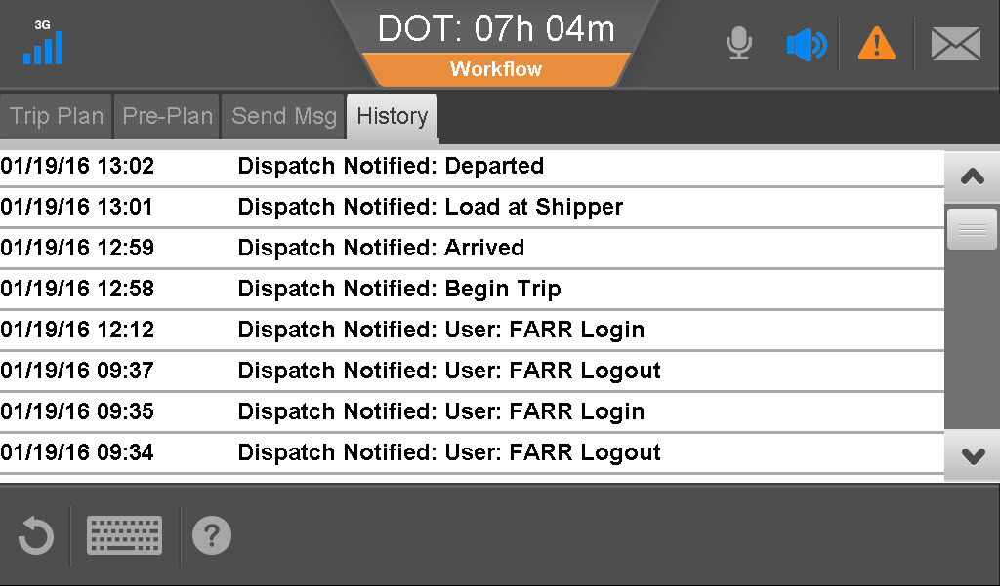 3G
DOT: 07h 04m
Workflow
Trip Plan Pre-Plan Send Msg History
01/19/16 13:02 Dispatch Notified: Departed
01/19/16 13:01 Dispatch Notified: Load at Shipper
01/19/16 12:59 Dispatch Notified: Arrived
01/19/16 12:58 Dispatch Notified: Begin Trip
01/19/16 12:12 Dispatch Notified: User: FARR Login
01/19/16 09:37 Dispatch Notified: User: FARR Logout
01/19/16 09:35 Dispatch Notified: User: FARR Login
01/19/16 09:34 Dispatch Notified: User: FARR Logout
?